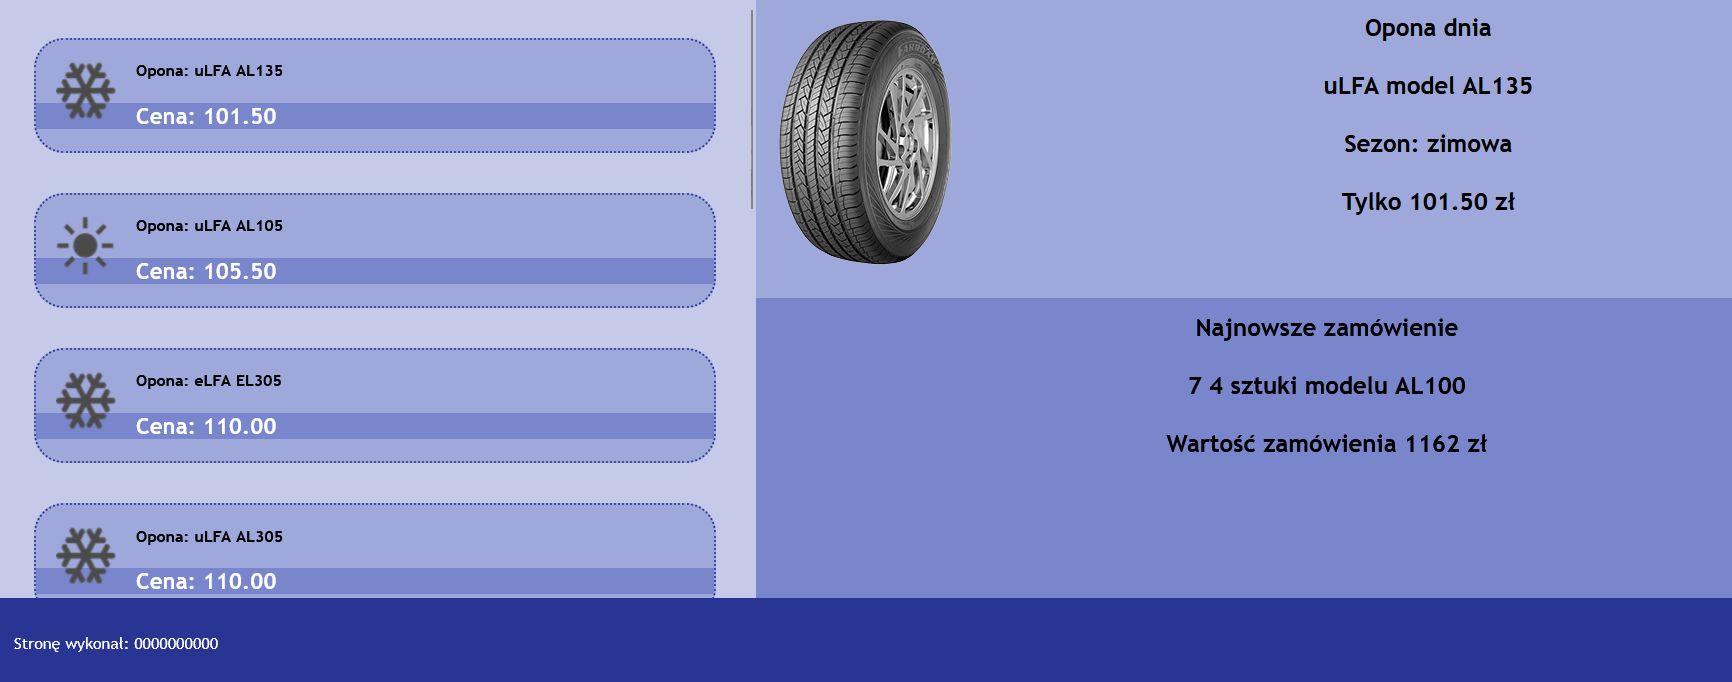 Opona: uLFA AL135
Cena: 101.50
Opona: uLFA AL105
Cena: 105.50
Opona: eLFA EL305
Cena: 110.00
Opona: uLFA AL305
Cena: 110.00
Opona dnia
uLFA model AL135
Sezon: zimowa
Tylko 101.50 zł
Najnowsze zamówienie
7 4 sztuki modelu AL100
Wartość zamówienia 1162 zł
Stronę wykonał: 0000000000